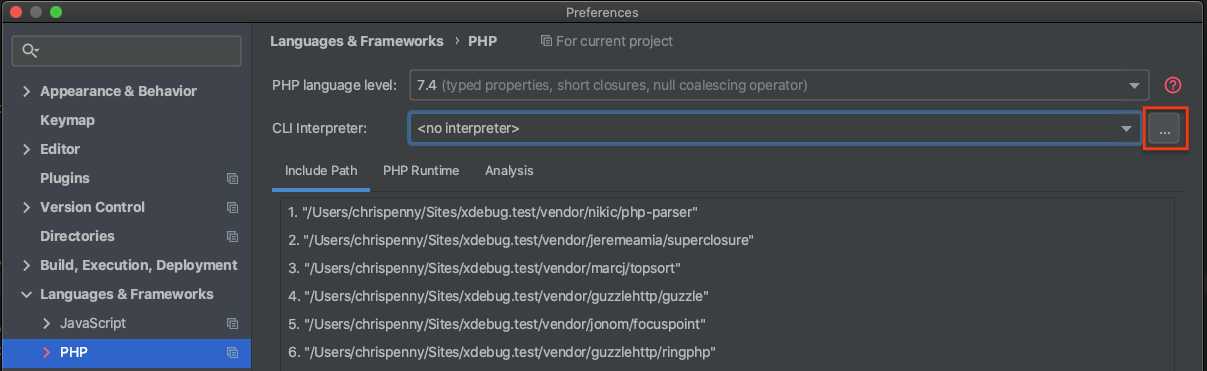 Preferences
Languages & Frameworks › PHP For current project
Appearance & Behavior
Keymap
Editor
Plugins
Version Control
Directories
Build, Execution, Deployment
Languages & Frameworks
JavaScript
PHP
PHP language level: 7.4 (typed properties, short closures, null coalescing operator) ?
CLI Interpreter: <no interpreter> ...
Include Path PHP Runtime Analysis
1. "/Users/chrispenny/Sites/xdebug.test/vendor/nikic/php-parser"
2. "/Users/chrispenny/Sites/xdebug.test/vendor/jeremeamia/superclosure"
3. "/Users/chrispenny/Sites/xdebug.test/vendor/marcj/topsort"
4. "/Users/chrispenny/Sites/xdebug.test/vendor/guzzlehttp/guzzle"
5. "/Users/chrispenny/Sites/xdebug.test/vendor/jonom/focuspoint"
6. "/Users/chrispenny/Sites/xdebug.test/vendor/guzzlehttp/ringphp"